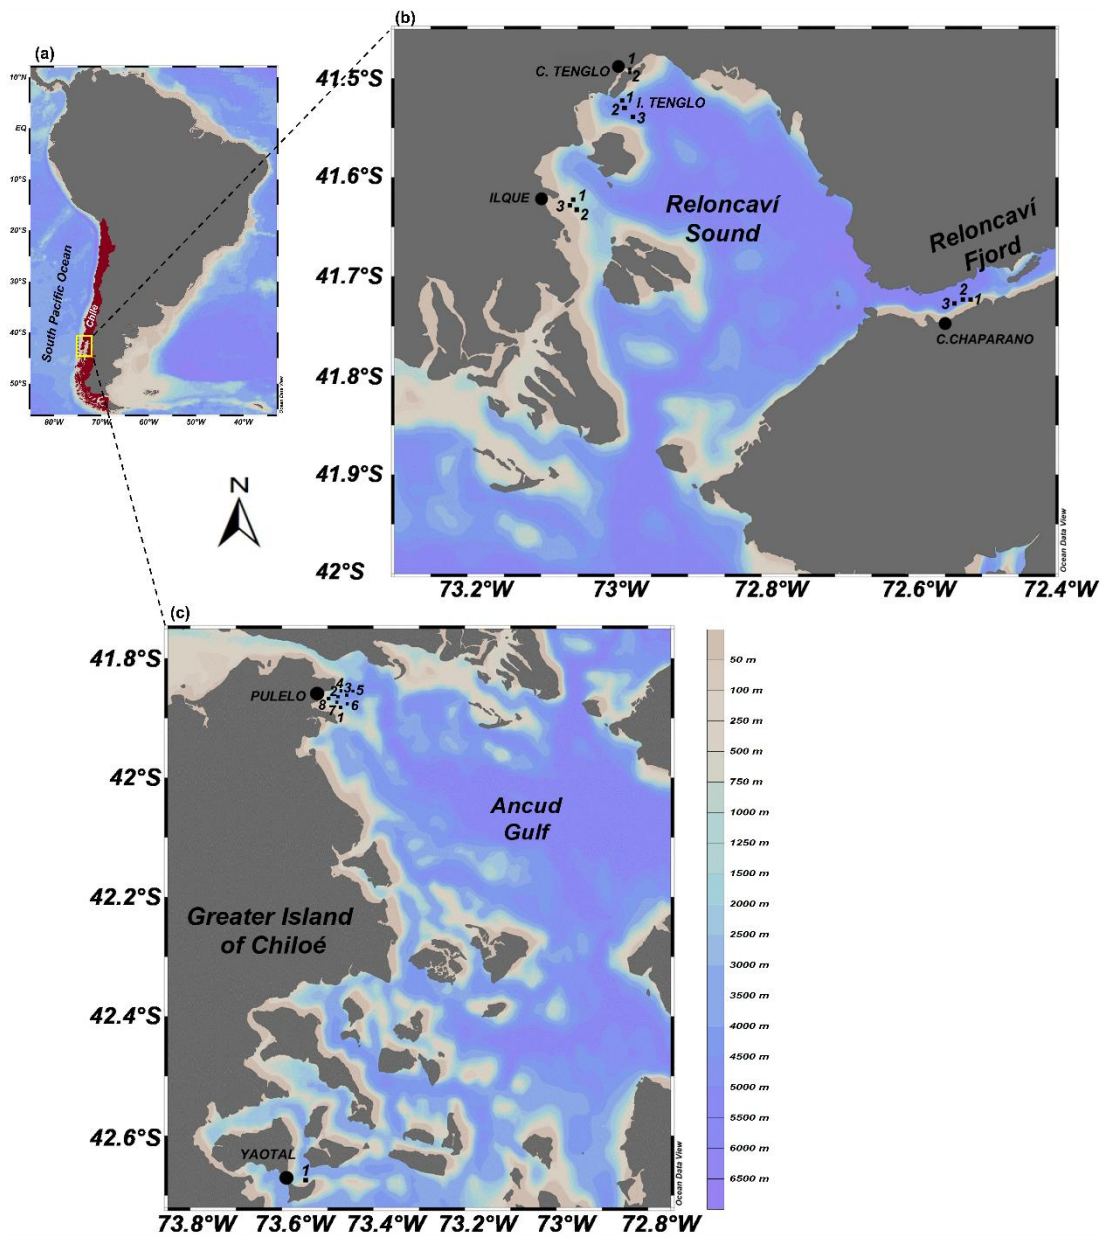 (a)
10°N
EQ
10°S
20°S
30°S
40°S
50°S
80°W
70°W
60°W
50°W
40°W
South Pacific Ocean
Chile
Ocean Data View
(b)
41.5°S
41.6°S
41.7°S
41.8°S
41.9°S
42°S
73.2°W
73°W
72.8°W
72.6°W
72.4°W
C. TENGLO
1
2
1
I. TENGLO
2
3
ILQUE
1
3
2
Reloncaví
Sound
Reloncaví
Fjord
2
3
1
C.CHAPARANO
Ocean Data View
N
(c)
41.8°S
42°S
42.2°S
42.4°S
42.6°S
73.8°W
73.6°W
73.4°W
73.2°W
73°W
72.8°W
PULELO
4
2
3
5
8
7
6
1
Ancud
Gulf
Greater Island
of Chiloé
YAOTAL
1
Ocean Data View
50 m
100 m
250 m
500 m
750 m
1000 m
1250 m
1500 m
2000 m
2500 m
3000 m
3500 m
4000 m
4500 m
5000 m
5500 m
6000 m
6500 m